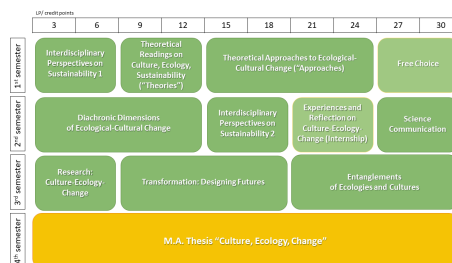 LP/ credit points
3 6 9 12 15 18 21 24 27 30
1st semester
Interdisciplinary
Perspectives on
Sustainability 1
Theoretical
Readings on
Culture, Ecology,
Sustainability
("Theories")
Theoretical Approaches to Ecological-
Cultural Change ("Approaches)
Free Choice
2nd semester
Diachronic Dimensions
of Ecological-Cultural Change
Interdisciplinary
Perspectives on
Sustainability 2
Experiences and
Reflection on
Culture-Ecology
Change (Internship)
Science
Communication
3rd semester
Research:
Culture-Ecology-
Change
Transformation: Designing Futures
Entanglements
of Ecologies and Cultures
4th semester
M.A. Thesis "Culture, Ecology, Change"